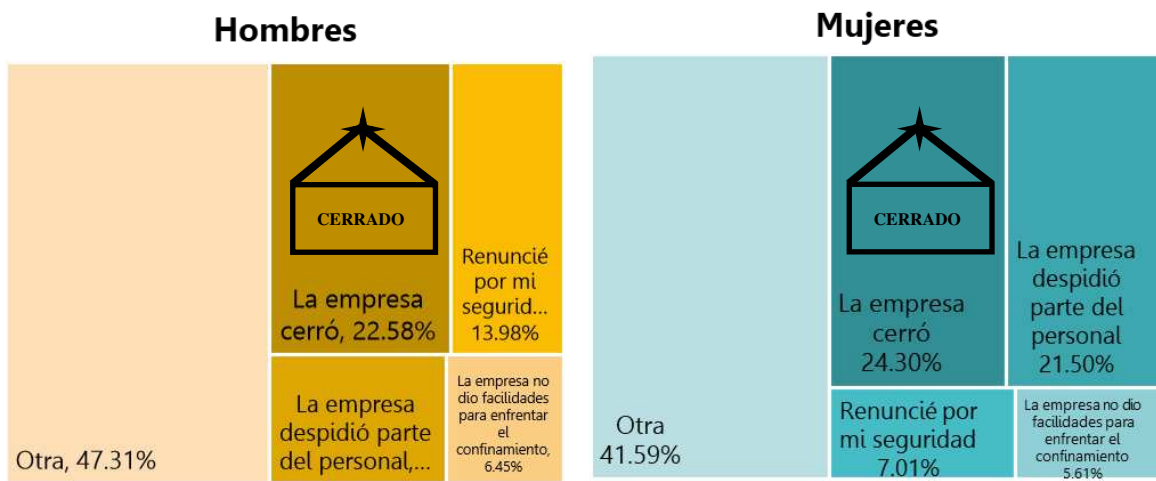 Hombres
Otra, 47.31%
CERRADO
La empresa
cerró, 22.58%
Renuncié
por mi
segurid...
13.98%
La empresa
despidió parte
del personal,...
La empresa no
dio facilidades
para enfrentar
el
confinamiento,
6.45%
Mujeres
Otra
41.59%
CERRADO
La empresa
cerró
24.30%
La empresa
despidió
parte del
personal
21.50%
Renuncié por
mi seguridad
7.01%
La empresa no dio
facilidades para
enfrentar el
confinamiento
5.61%